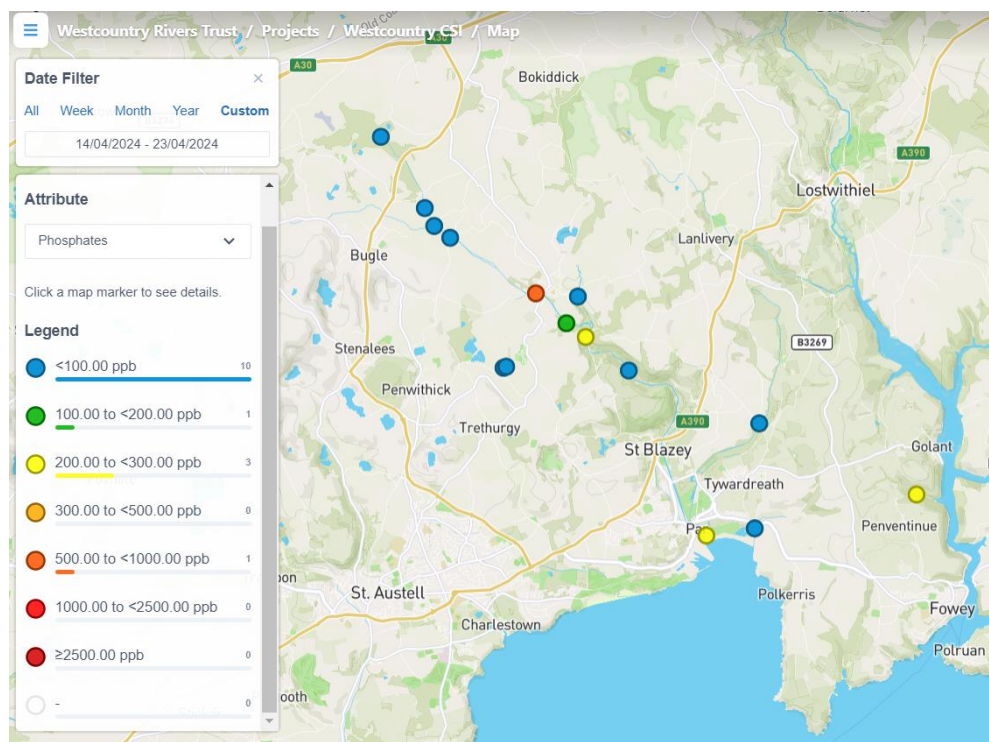 Westcountry Rivers Trust / Projects / Westcountry CSI / Map
Date Filter ×
All Week Month Year Custom
14/04/2024 - 23/04/2024
Attribute
Phosphates
Click a map marker to see details.
Legend
<100.00 ppb 10
100.00 to <200.00 ppb 1
200.00 to <300.00 ppb 3
300.00 to <500.00 ppb 0
500.00 to <1000.00 ppb 1
1000.00 to <2500.00 ppb 0
≥2500.00 ppb 0
- 0
A30
A30
Bokiddick
A390
Lostwithiel
Lanlivery
Bugle
B3269
Stenalees
Penwithick
Trethurgy
A390
St Blazey
Golant
Tywardreath
Penventinue
St. Austell
Polkerris
Fowey
Charlestown
Polruan